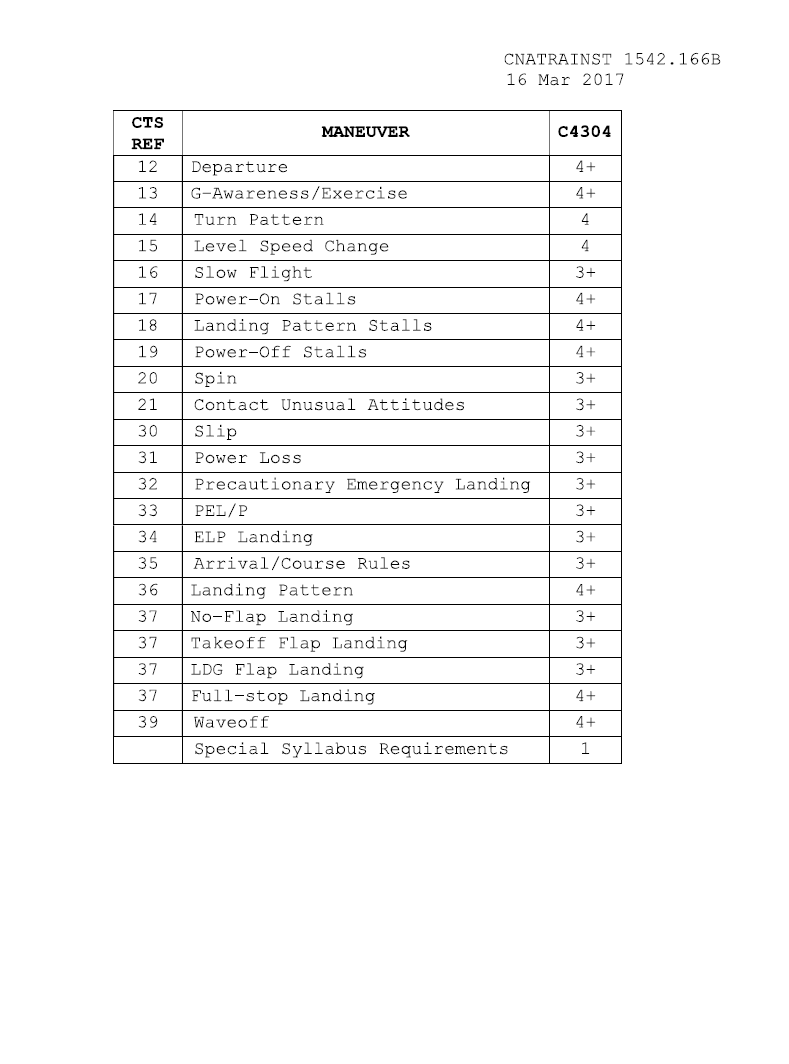 CNATRAINST 1542.166B
16 Mar 2017
CTS REF MANEUVER C4304
12 Departure 4+
13 G-Awareness/Exercise 4+
14 Turn Pattern 4
15 Level Speed Change 4
16 Slow Flight 3+
17 Power-On Stalls 4+
18 Landing Pattern Stalls 4+
19 Power-Off Stalls 4+
20 Spin 3+
21 Contact Unusual Attitudes 3+
30 Slip 3+
31 Power Loss 3+
32 Precautionary Emergency Landing 3+
33 PEL/P 3+
34 ELP Landing 3+
35 Arrival/Course Rules 3+
36 Landing Pattern 4+
37 No-Flap Landing 3+
37 Takeoff Flap Landing 3+
37 LDG Flap Landing 3+
37 Full-stop Landing 4+
39 Waveoff 4+
Special Syllabus Requirements 1